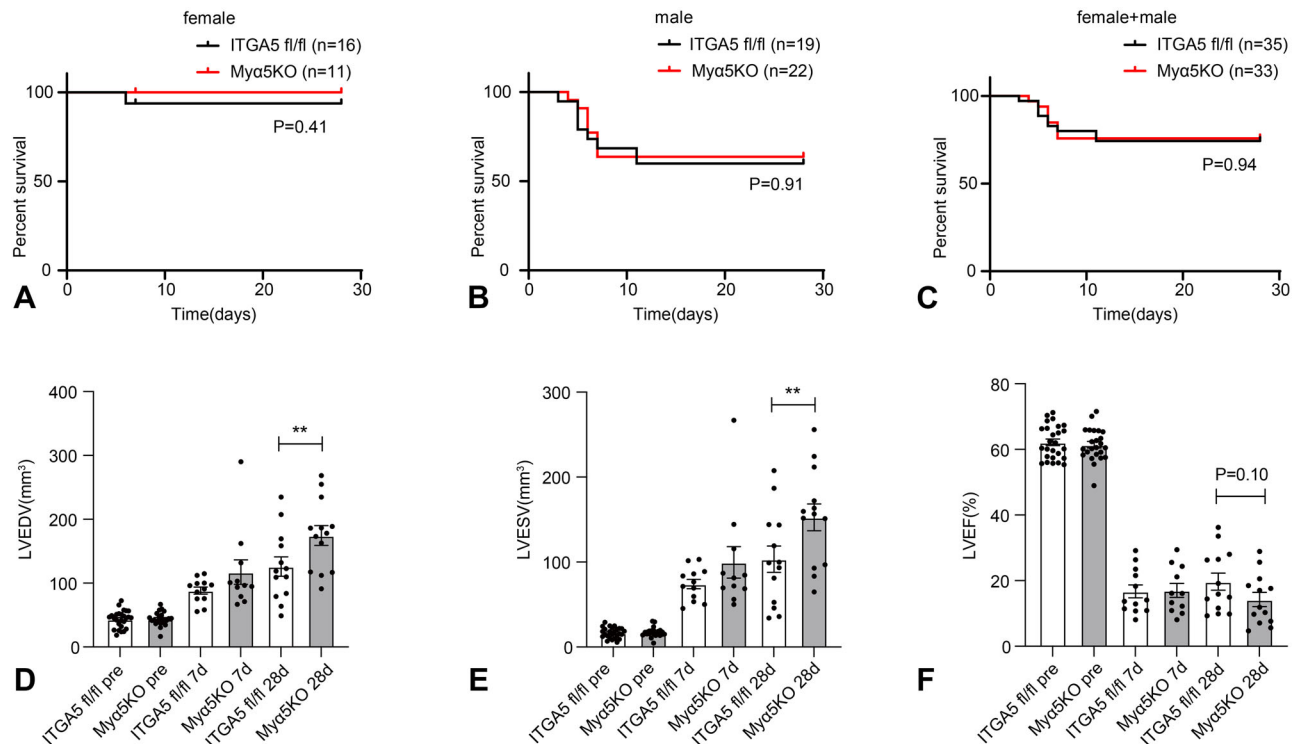 female
ITGA5 fl/fl (n=16)
Myα5KO (n=11)
100
50
0
P=0.41
Percent survival
0 10 20 30
Time(days)
A
male
ITGA5 fl/fl (n=19)
Myα5KO (n=22)
100
50
0
P=0.91
Percent survival
0 10 20 30
Time(days)
B
female+male
ITGA5 fl/fl (n=35)
Myα5KO (n=33)
100
50
0
P=0.94
Percent survival
0 10 20 30
Time(days)
C
400
300
200
100
0
LVEDV(mm³)
**
ITGA5 fl/fl pre
Myα5KO pre
ITGA5 fl/fl 7d
Myα5KO 7d
ITGA5 fl/fl 28d
Myα5KO 28d
D
300
200
100
0
LVESV(mm³)
**
ITGA5 fl/fl pre
Myα5KO pre
ITGA5 fl/fl 7d
Myα5KO 7d
ITGA5 fl/fl 28d
Myα5KO 28d
E
80
60
40
20
0
LVEF(%)
P=0.10
ITGA5 fl/fl pre
Myα5KO pre
ITGA5 fl/fl 7d
Myα5KO 7d
ITGA5 fl/fl 28d
Myα5KO 28d
F